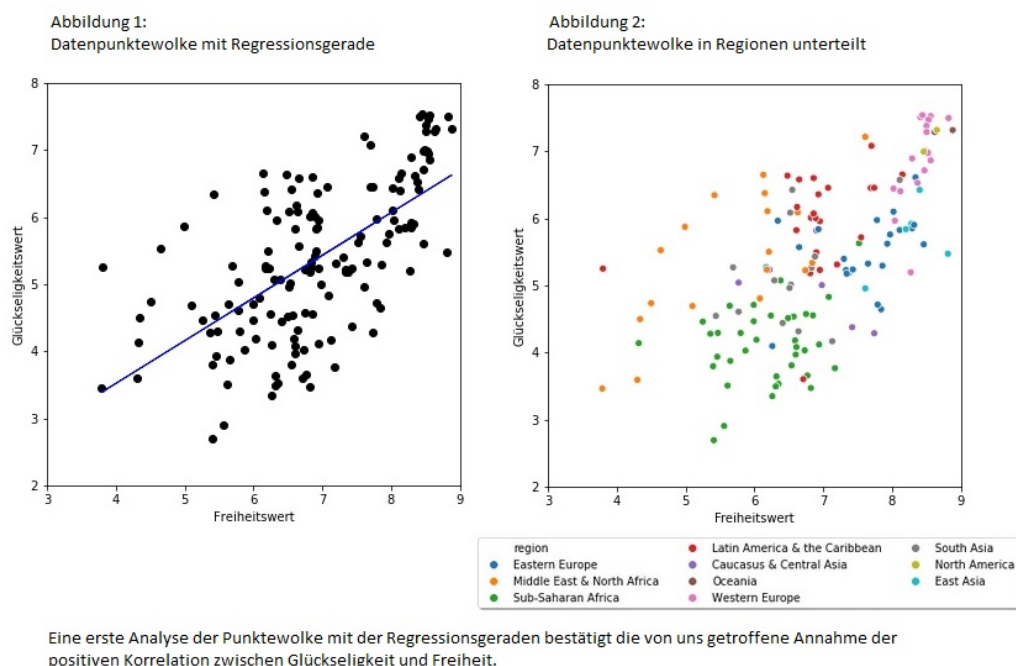 Abbildung 1:
Datenpunktewolke mit Regressionsgerade
Abbildung 2:
Datenpunktewolke in Regionen unterteilt
8
7
6
5
4
3
2
Glückseligkeitswert
3 4 5 6 7 8 9
Freiheitswert
8
7
6
5
4
3
2
Glückseligkeitswert
3 4 5 6 7 8 9
Freiheitswert
region
Eastern Europe
Middle East & North Africa
Sub-Saharan Africa
Latin America & the Caribbean
Caucasus & Central Asia
Oceania
Western Europe
South Asia
North America
East Asia
Eine erste Analyse der Punktewolke mit der Regressionsgeraden bestätigt die von uns getroffene Annahme der
positiven Korrelation zwischen Glückseligkeit und Freiheit.